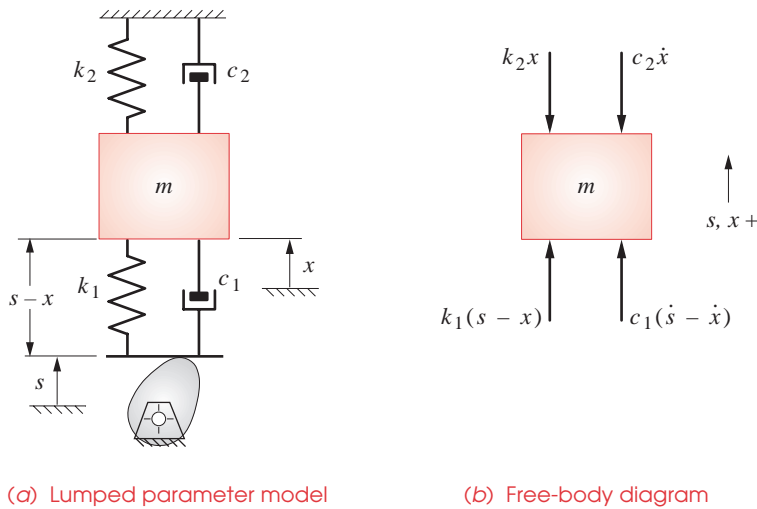 k2 c2
m
k1 c1
x
s – x
s
(a) Lumped parameter model
k2x c2ẋ
m
s, x +
k1(s – x) c1(ṡ – ẋ)
(b) Free-body diagram